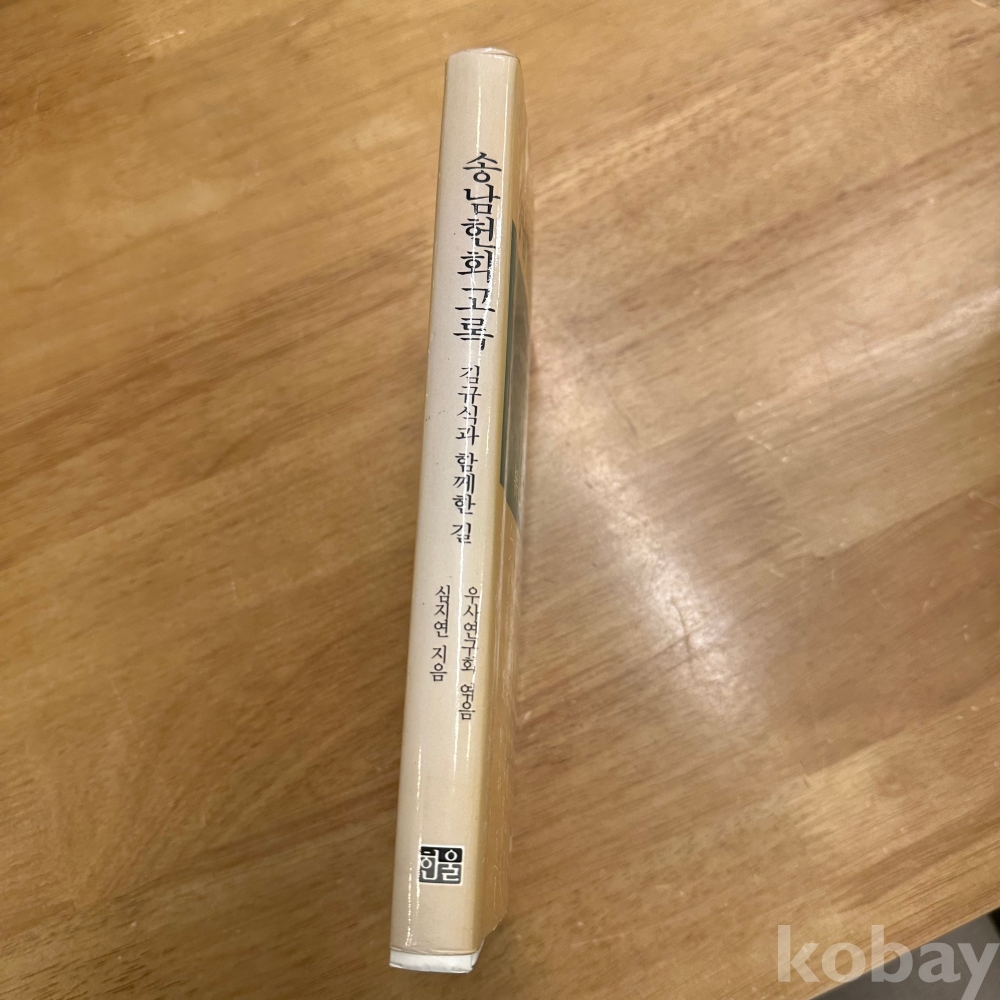 송남헌회고록
김규식과 함께한 길
우사연구회 엮음
심지연 지음
한울
kobay